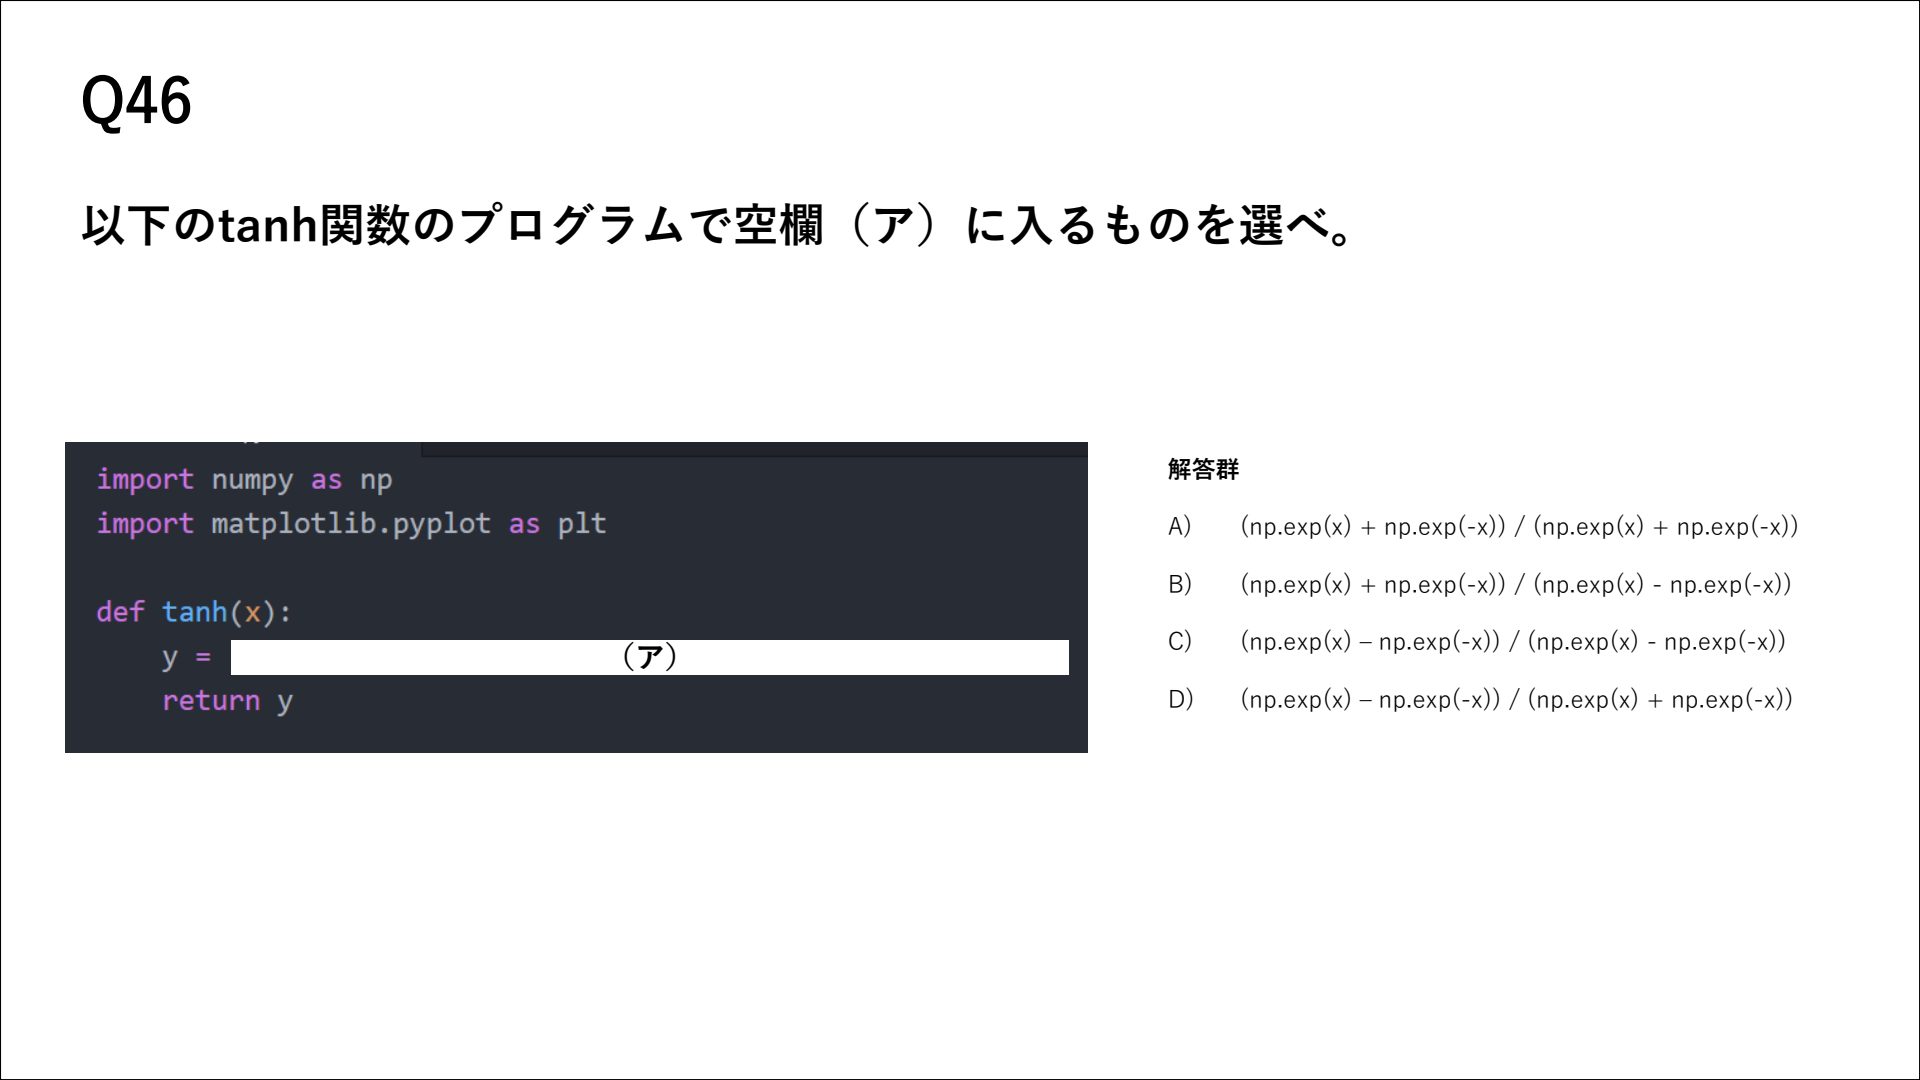 Q46
以下のtanh関数のプログラムで空欄（ア）に入るものを選べ。
import numpy as np
import matplotlib.pyplot as plt
def tanh(x):
y = （ア）
return y
解答群
A) (np.exp(x) + np.exp(-x)) / (np.exp(x) + np.exp(-x))
B) (np.exp(x) + np.exp(-x)) / (np.exp(x) - np.exp(-x))
C) (np.exp(x) – np.exp(-x)) / (np.exp(x) - np.exp(-x))
D) (np.exp(x) – np.exp(-x)) / (np.exp(x) + np.exp(-x))